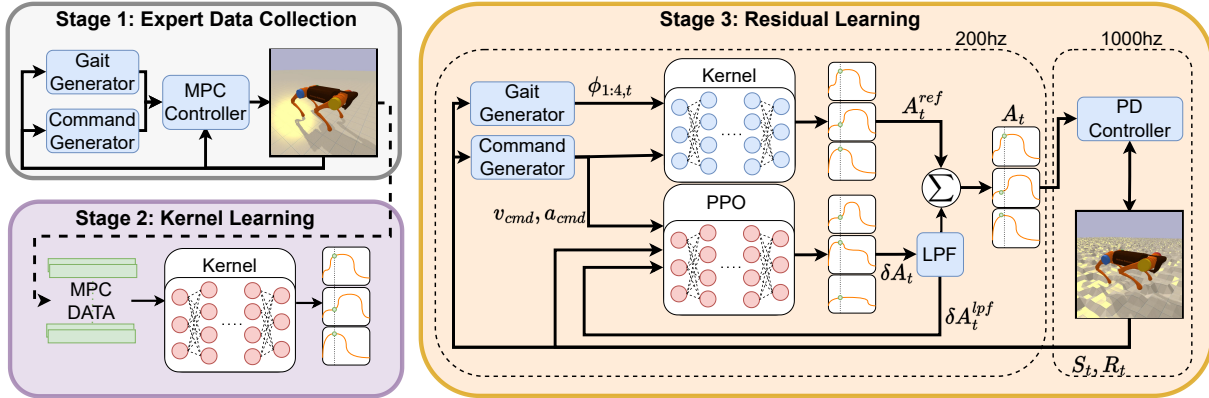 Stage 1: Expert Data Collection
Gait
Generator
Command
Generator
MPC
Controller
Stage 2: Kernel Learning
MPC
DATA
Kernel
Stage 3: Residual Learning
200hz
1000hz
Gait
Generator
Command
Generator
ϕ1:4,t
vcmd, acmd
Kernel
PPO
A_t^{ref}
δA_t
LPF
δA_t^{lpf}
Σ
A_t
PD
Controller
S_t, R_t